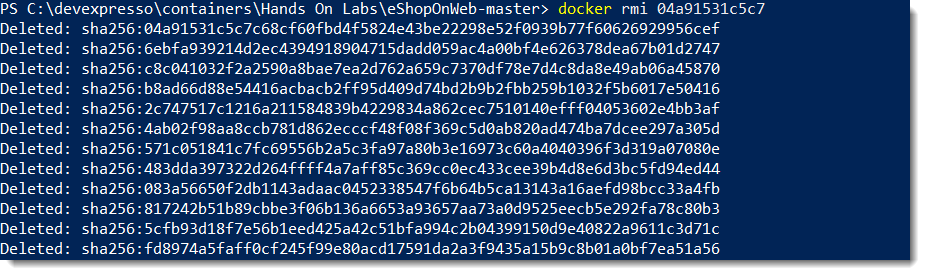 PS C:\devexpresso\containers\Hands On Labs\eShopOnWeb-master> docker rmi 04a91531c5c7
Deleted: sha256:04a91531c5c7c68cf60fbd4f5824e43be22298e52f0939b77f60626929956cef
Deleted: sha256:6ebfa939214d2ec4394918904715dadd059ac4a00bf4e626378dea67b01d2747
Deleted: sha256:c8c041032f2a2590a8bae7ea2d762a659c7370df78e7d4c8da8e49ab06a45870
Deleted: sha256:b8ad66d88e54416acbacb2ff95d409d74bd2b9b2fbb259b1032f5b6017e50416
Deleted: sha256:2c747517c1216a211584839b4229834a862cec7510140efff04053602e4bb3af
Deleted: sha256:4ab02f98aa8ccb781d862ecccf48f08f369c5d0ab820ad474ba7dcee297a305d
Deleted: sha256:571c051841c7fc69556b2a5c3fa97a80b3e16973c60a4040396f3d319a07080e
Deleted: sha256:483dda397322d264ffff4a7aff85c369cc0ec433cee39b4d8e6d3bc5fd94ed44
Deleted: sha256:083a56650f2db1143adaac0452338547f6b64b5ca13143a16aefd98bcc33a4fb
Deleted: sha256:817242b51b89cbbe3f06b136a6653a93657aa73a0d9525eecb5e292fa78c80b3
Deleted: sha256:5cfb93d18f7e56b1eed425a42c51bfa994c2b04399150d9e40822a9611c3d71c
Deleted: sha256:fd8974a5faff0cf245f99e80acd17591da2a3f9435a15b9c8b01a0bf7ea51a56